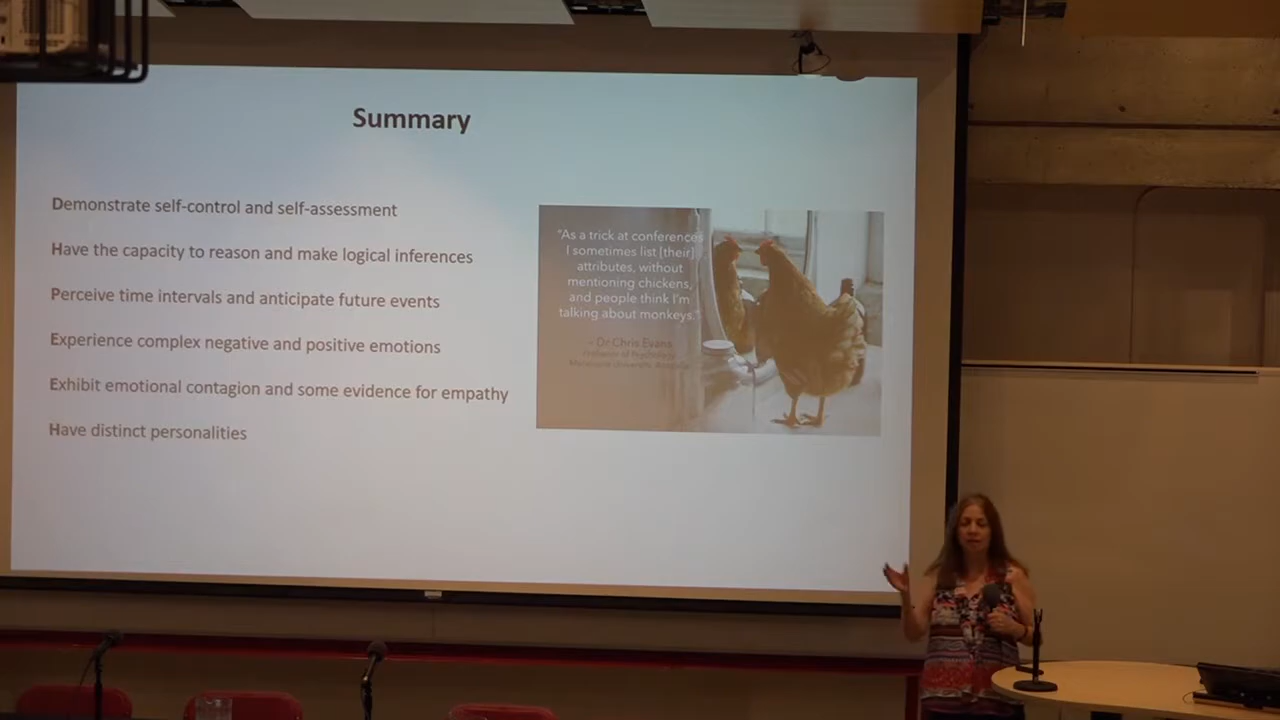 Summary
Demonstrate self-control and self-assessment
Have the capacity to reason and make logical inferences
Perceive time intervals and anticipate future events
Experience complex negative and positive emotions
Exhibit emotional contagion and some evidence for empathy
Have distinct personalities
"As a trick at conferences
I sometimes list [their]
attributes, without
mentioning chickens,
and people think I'm
talking about monkeys."
- Dr Chris Evans
Professor of Psychology